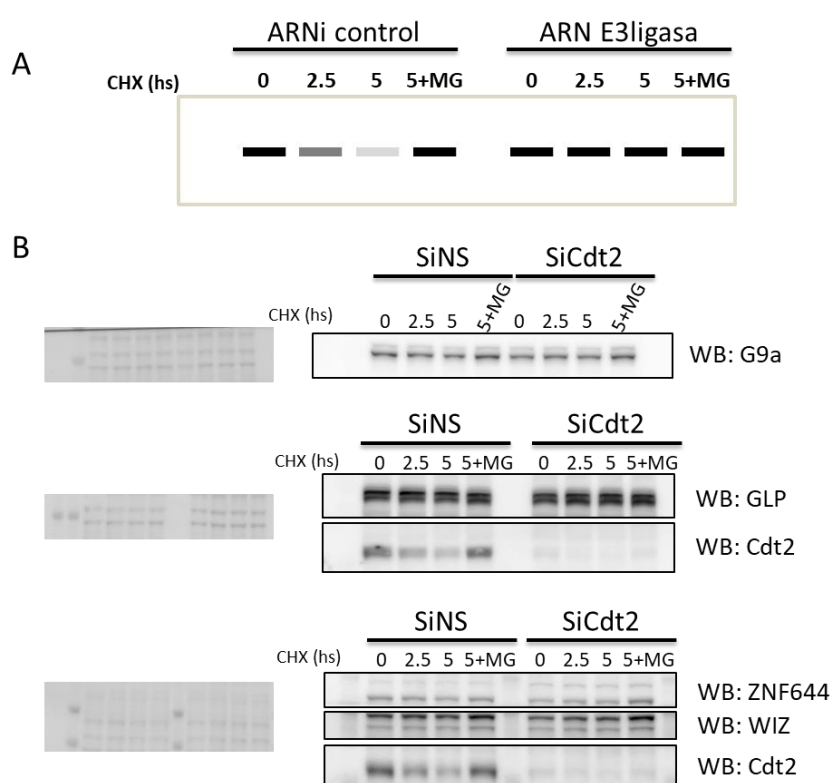 A
ARNi control ARN E3ligasa
CHX (hs) 0 2.5 5 5+MG 0 2.5 5 5+MG
B
SiNS SiCdt2
CHX (hs) 0 2.5 5 5+MG 0 2.5 5 5+MG
WB: G9a
SiNS SiCdt2
CHX (hs) 0 2.5 5 5+MG 0 2.5 5 5+MG
WB: GLP
WB: Cdt2
SiNS SiCdt2
CHX (hs) 0 2.5 5 5+MG 0 2.5 5 5+MG
WB: ZNF644
WB: WIZ
WB: Cdt2